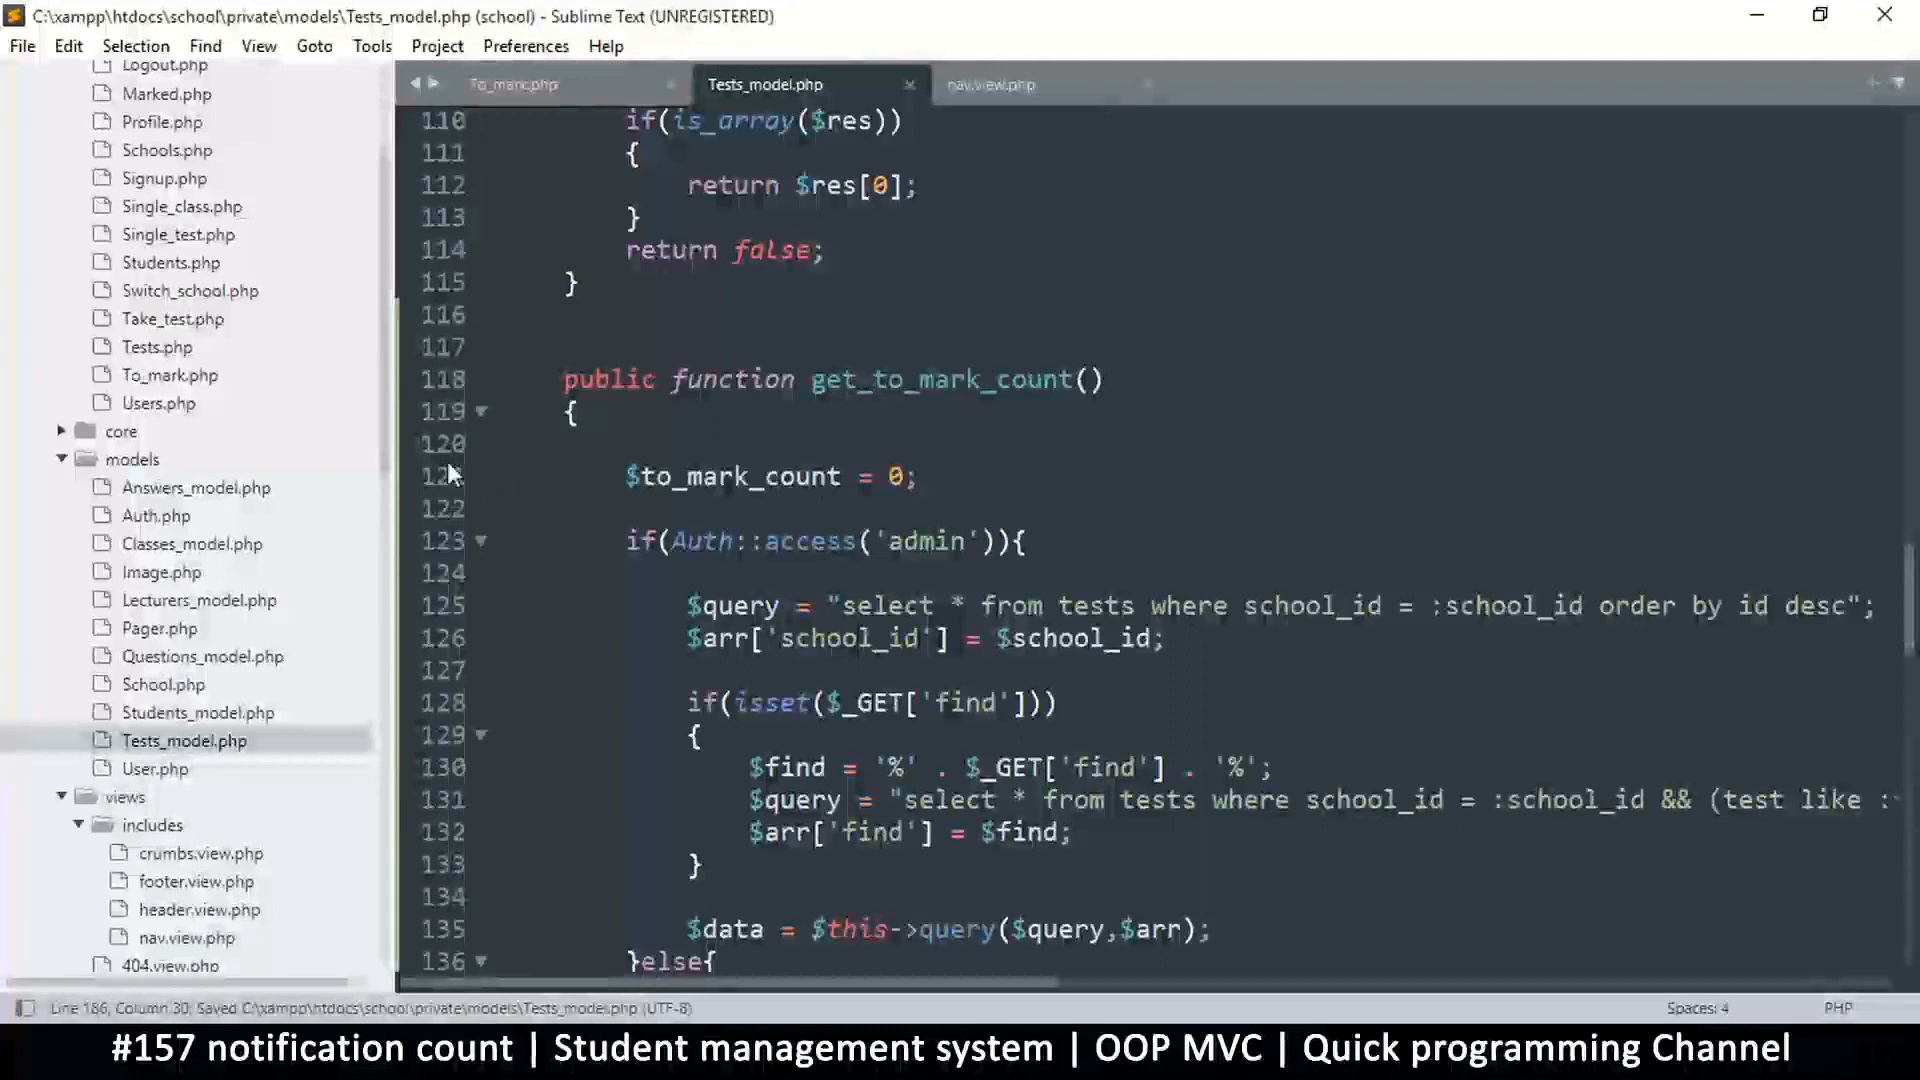 C:\xampp\htdocs\school\private\models\Tests_model.php (school) - Sublime Text (UNREGISTERED)
File Edit Selection Find View Goto Tools Project Preferences Help
Logout.php
Marked.php
Profile.php
Schools.php
Signup.php
Single_class.php
Single_test.php
Students.php
Switch_school.php
Take_test.php
Tests.php
To_mark.php
Users.php
core
models
Answers_model.php
Auth.php
Classes_model.php
Image.php
Lecturers_model.php
Pager.php
Questions_model.php
School.php
Students_model.php
Tests_model.php
User.php
views
includes
crumbs.view.php
footer.view.php
header.view.php
nav.view.php
404.view.php
To_mark.php Tests_model.php nav.view.php
110 if(is_array($res))
111 {
112 return $res[0];
113 }
114 return false;
115 }
116
117
118 public function get_to_mark_count()
119 {
120
121 $to_mark_count = 0;
122
123 if(Auth::access('admin')){
124
125 $query = "select * from tests where school_id = :school_id order by id desc";
126 $arr['school_id'] = $school_id;
127
128 if(isset($_GET['find']))
129 {
130 $find = '%' . $_GET['find'] . '%';
131 $query = "select * from tests where school_id = :school_id && (test like :
132 $arr['find'] = $find;
133 }
134
135 $data = $this->query($query,$arr);
136 }else{
Line 186, Column 30; Saved C:\xampp\htdocs\school\private\models\Tests_model.php (UTF-8) Spaces: 4 PHP
#157 notification count | Student management system | OOP MVC | Quick programming Channel